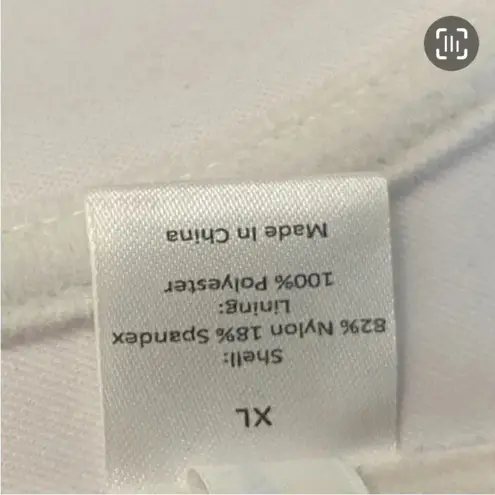 XL
Shell:
82% Nylon 18% Spandex
Lining:
100% Polyester
Made In China